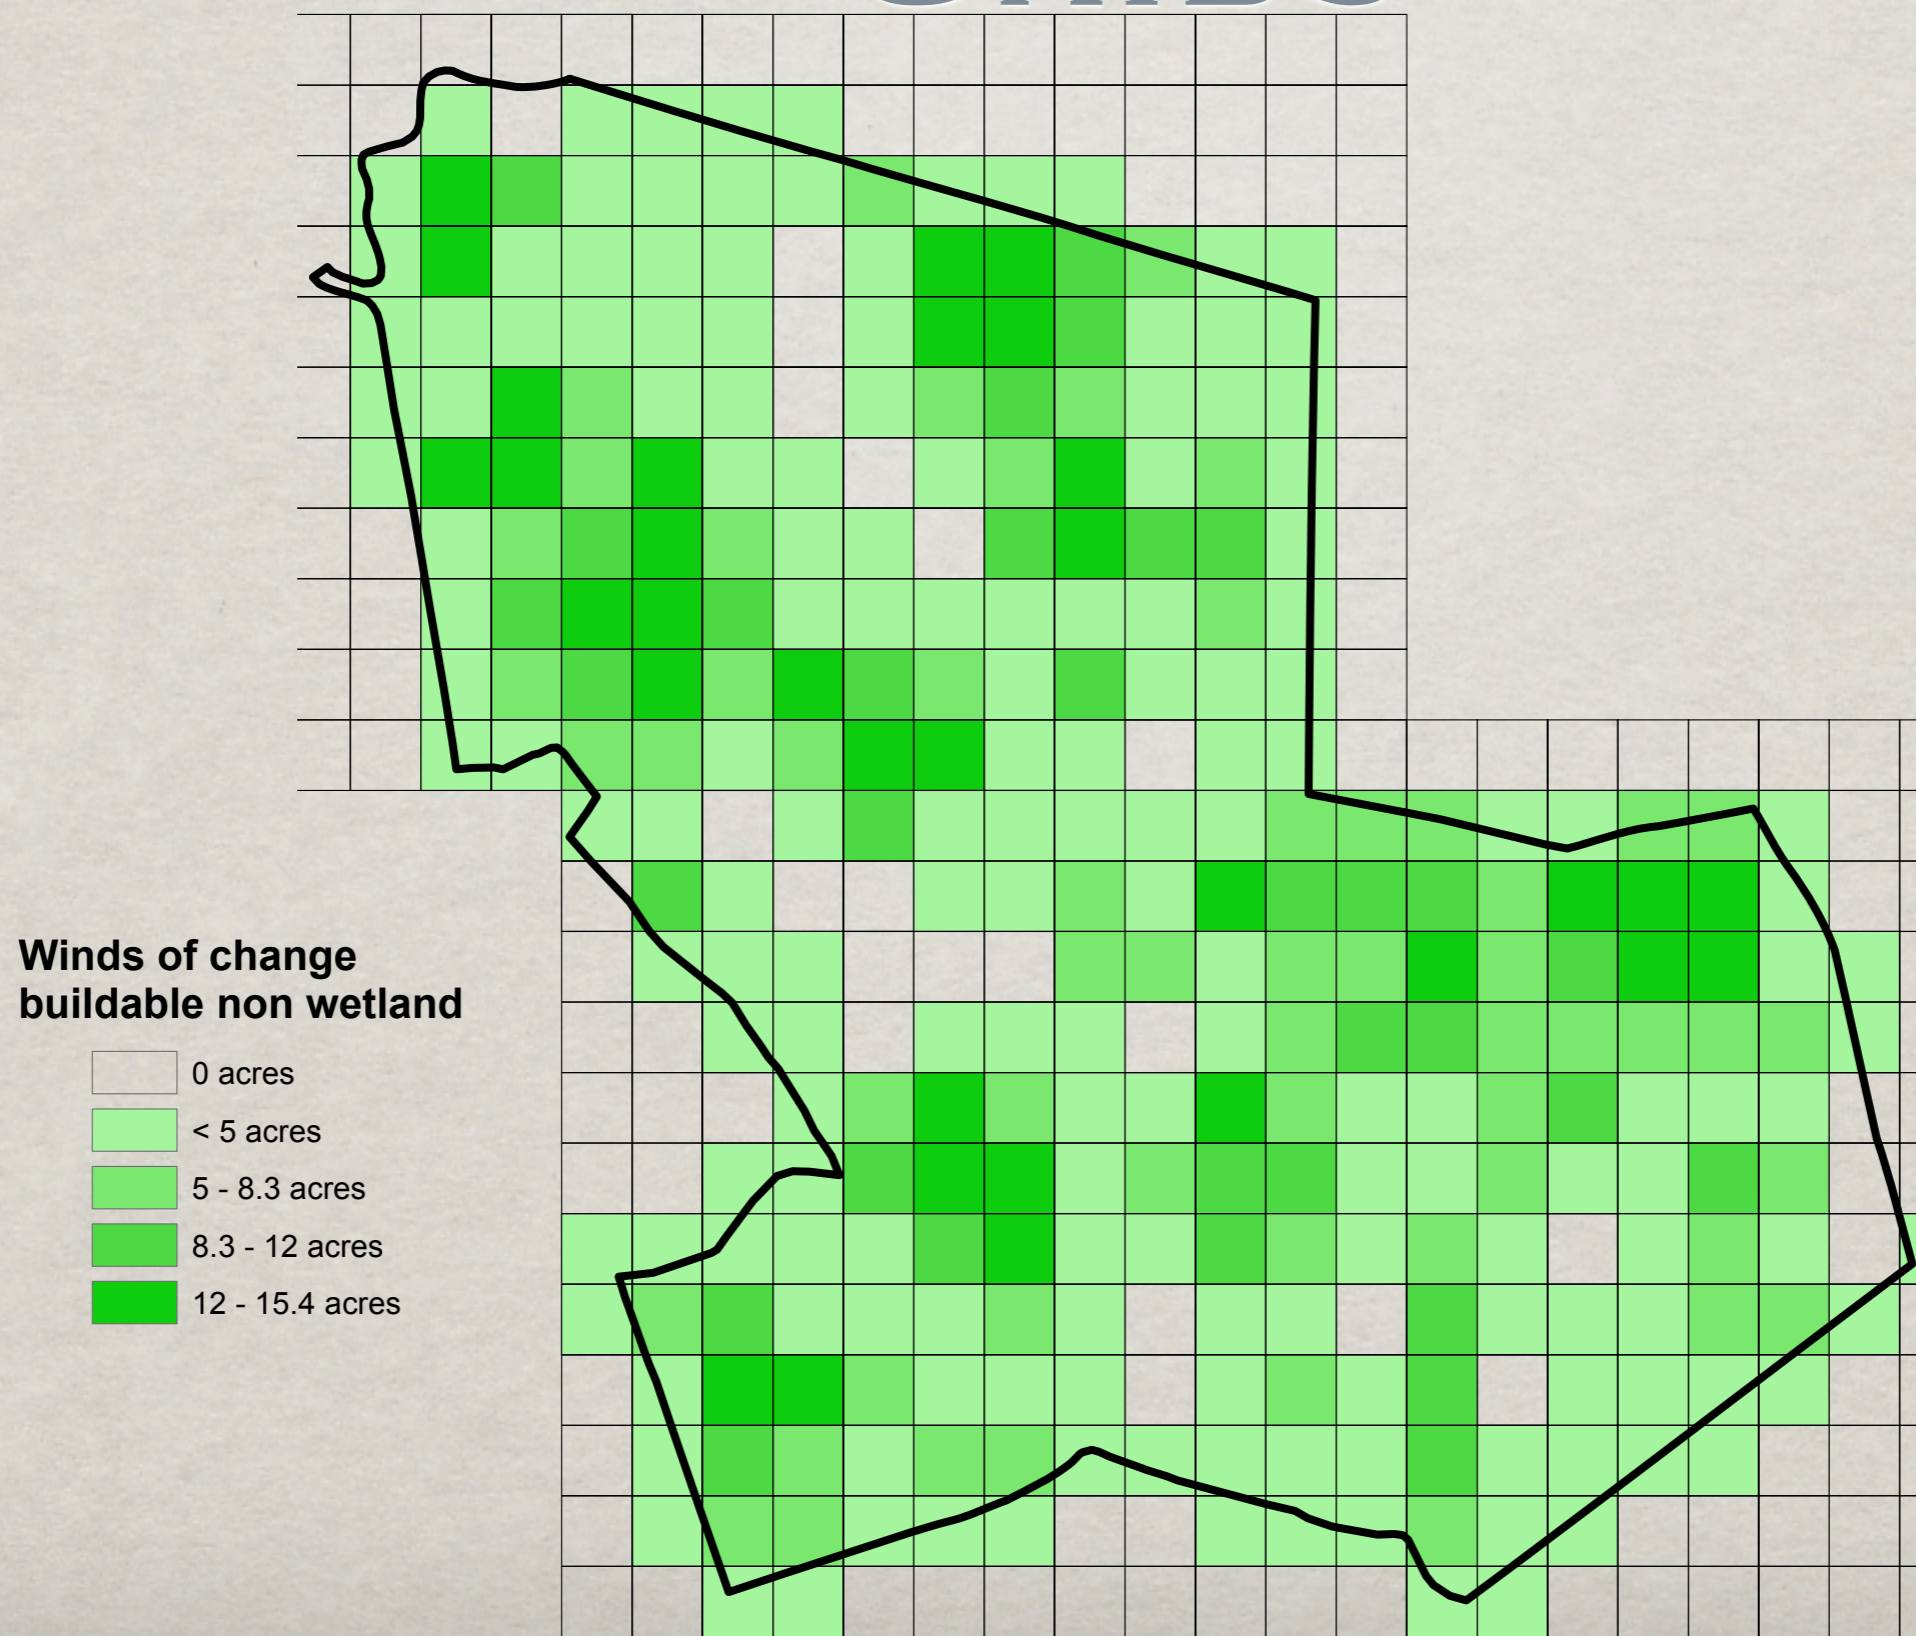 Winds of change
buildable non wetland
0 acres
< 5 acres
5 - 8.3 acres
8.3 - 12 acres
12 - 15.4 acres